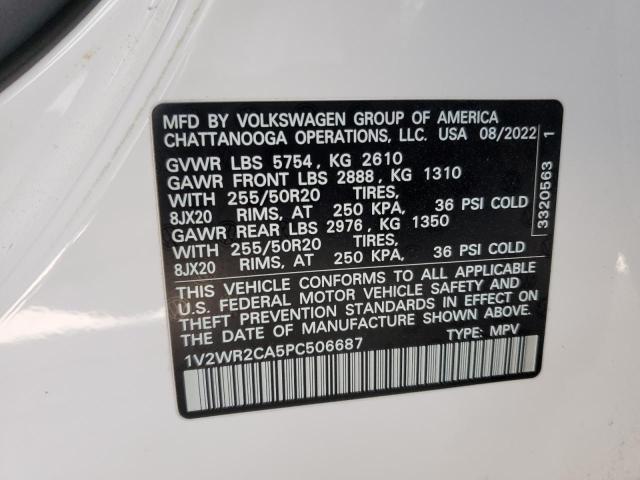 MFD BY VOLKSWAGEN GROUP OF AMERICA
CHATTANOOGA OPERATIONS, LLC. USA 08/2022
GVWR LBS 5754, KG 2610
GAWR FRONT LBS 2888, KG 1310
WITH 255/50R20 TIRES,
8JX20 RIMS, AT 250 KPA, 36 PSI COLD
GAWR REAR LBS 2976, KG 1350
WITH 255/50R20 TIRES,
8JX20 RIMS, AT 250 KPA, 36 PSI COLD
THIS VEHICLE CONFORMS TO ALL APPLICABLE
U.S. FEDERAL MOTOR VEHICLE SAFETY AND
THEFT PREVENTION STANDARDS IN EFFECT ON
THE DATE OF MANUFACTURE SHOWN ABOVE.
1V2WR2CA5PC506687 TYPE: MPV
3320563 1